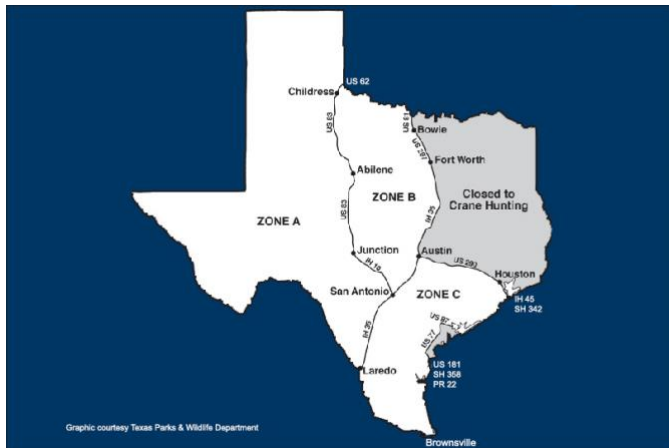 US 62
Childress
US 83
US 81
Bowie
US 287
Fort Worth
Abilene
Closed to
Crane Hunting
ZONE B
US 83
IH 35
ZONE A
Junction
Austin
IH 10
US 290
Houston
San Antonio
ZONE C
IH 45
SH 342
US 87
IH 35
US 77
US 181
SH 358
PR 22
Laredo
Graphic courtesy Texas Parks & Wildlife Department
Brownsville